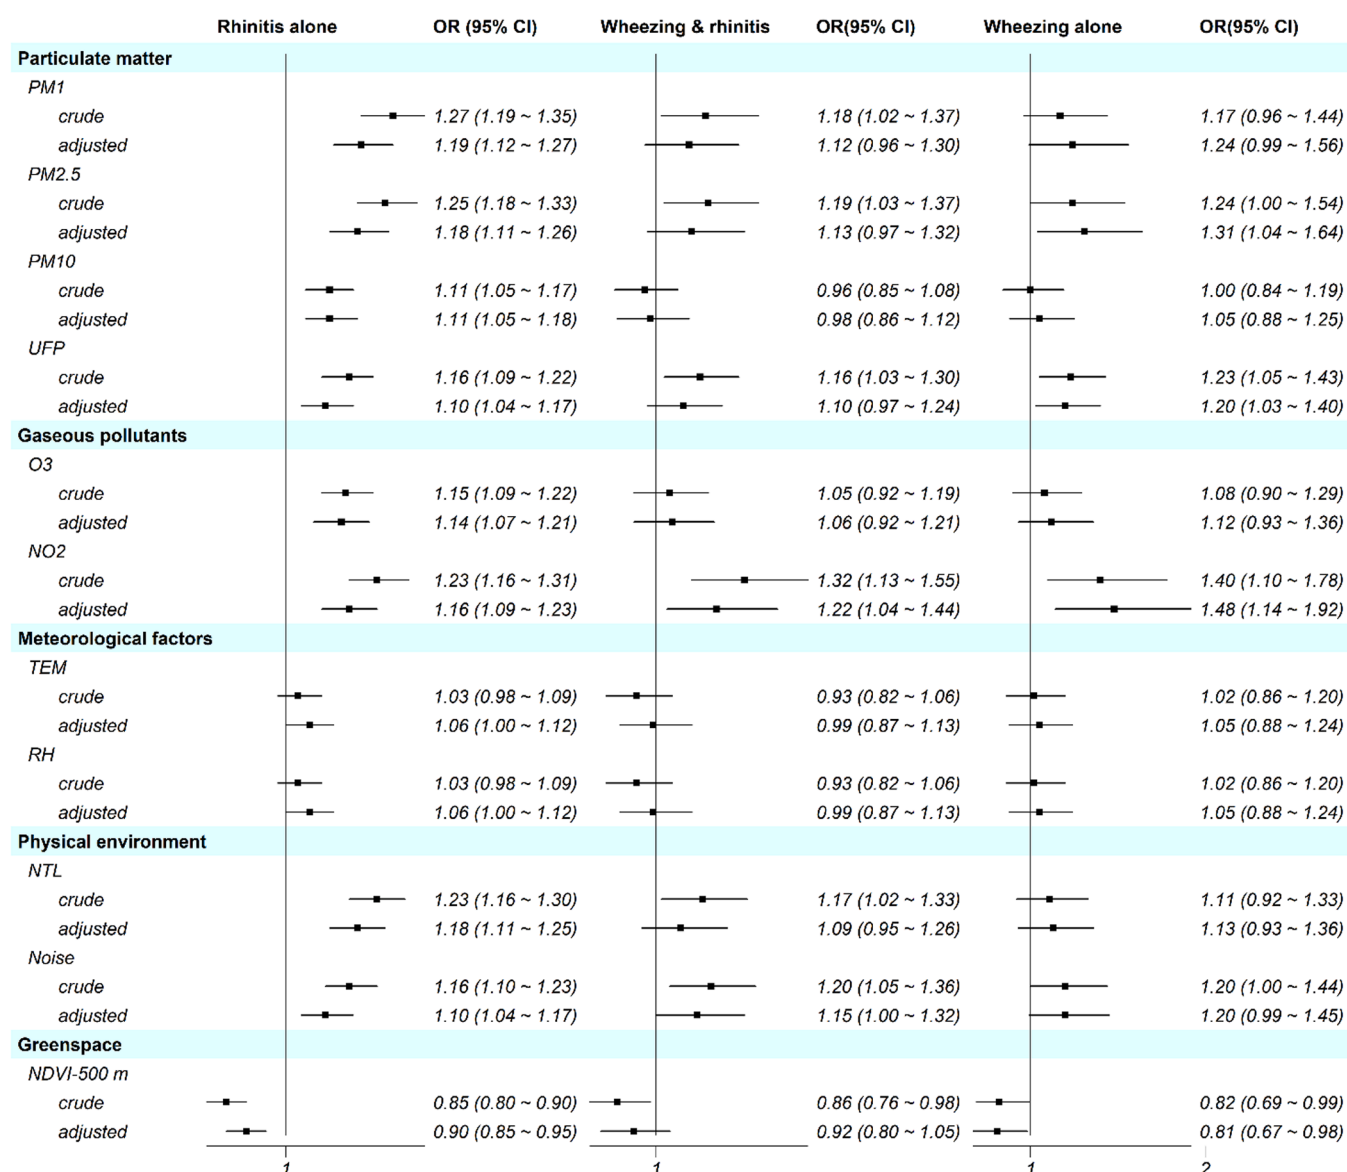 Rhinitis alone OR (95% CI) Wheezing & rhinitis OR(95% CI) Wheezing alone OR(95% CI)
Particulate matter
PM1
crude 1.27 (1.19 ~ 1.35) 1.18 (1.02 ~ 1.37) 1.17 (0.96 ~ 1.44)
adjusted 1.19 (1.12 ~ 1.27) 1.12 (0.96 ~ 1.30) 1.24 (0.99 ~ 1.56)
PM2.5
crude 1.25 (1.18 ~ 1.33) 1.19 (1.03 ~ 1.37) 1.24 (1.00 ~ 1.54)
adjusted 1.18 (1.11 ~ 1.26) 1.13 (0.97 ~ 1.32) 1.31 (1.04 ~ 1.64)
PM10
crude 1.11 (1.05 ~ 1.17) 0.96 (0.85 ~ 1.08) 1.00 (0.84 ~ 1.19)
adjusted 1.11 (1.05 ~ 1.18) 0.98 (0.86 ~ 1.12) 1.05 (0.88 ~ 1.25)
UFP
crude 1.16 (1.09 ~ 1.22) 1.16 (1.03 ~ 1.30) 1.23 (1.05 ~ 1.43)
adjusted 1.10 (1.04 ~ 1.17) 1.10 (0.97 ~ 1.24) 1.20 (1.03 ~ 1.40)
Gaseous pollutants
O3
crude 1.15 (1.09 ~ 1.22) 1.05 (0.92 ~ 1.19) 1.08 (0.90 ~ 1.29)
adjusted 1.14 (1.07 ~ 1.21) 1.06 (0.92 ~ 1.21) 1.12 (0.93 ~ 1.36)
NO2
crude 1.23 (1.16 ~ 1.31) 1.32 (1.13 ~ 1.55) 1.40 (1.10 ~ 1.78)
adjusted 1.16 (1.09 ~ 1.23) 1.22 (1.04 ~ 1.44) 1.48 (1.14 ~ 1.92)
Meteorological factors
TEM
crude 1.03 (0.98 ~ 1.09) 0.93 (0.82 ~ 1.06) 1.02 (0.86 ~ 1.20)
adjusted 1.06 (1.00 ~ 1.12) 0.99 (0.87 ~ 1.13) 1.05 (0.88 ~ 1.24)
RH
crude 1.03 (0.98 ~ 1.09) 0.93 (0.82 ~ 1.06) 1.02 (0.86 ~ 1.20)
adjusted 1.06 (1.00 ~ 1.12) 0.99 (0.87 ~ 1.13) 1.05 (0.88 ~ 1.24)
Physical environment
NTL
crude 1.23 (1.16 ~ 1.30) 1.17 (1.02 ~ 1.33) 1.11 (0.92 ~ 1.33)
adjusted 1.18 (1.11 ~ 1.25) 1.09 (0.95 ~ 1.26) 1.13 (0.93 ~ 1.36)
Noise
crude 1.16 (1.10 ~ 1.23) 1.20 (1.05 ~ 1.36) 1.20 (1.00 ~ 1.44)
adjusted 1.10 (1.04 ~ 1.17) 1.15 (1.00 ~ 1.32) 1.20 (0.99 ~ 1.45)
Greenspace
NDVI-500 m
crude 0.85 (0.80 ~ 0.90) 0.86 (0.76 ~ 0.98) 0.82 (0.69 ~ 0.99)
adjusted 0.90 (0.85 ~ 0.95) 0.92 (0.80 ~ 1.05) 0.81 (0.67 ~ 0.98)
1 1 1 2